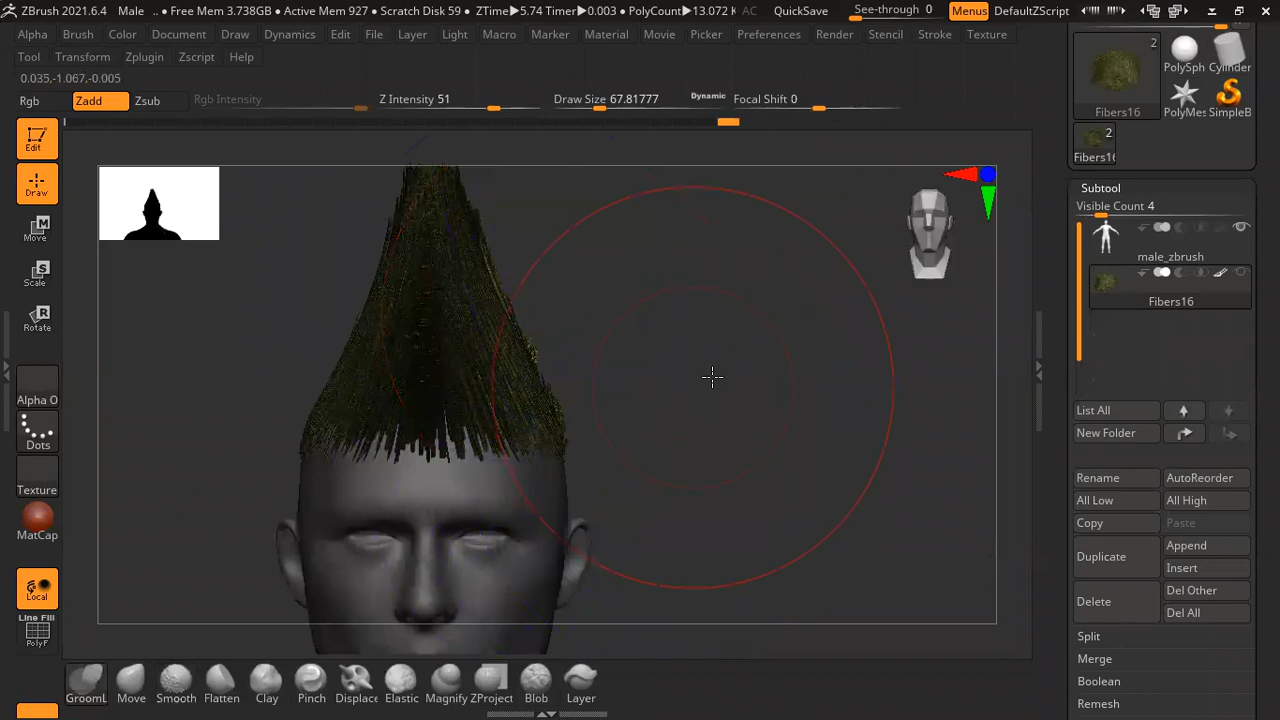 ZBrush 2021.6.4 Male • Free Mem 3.738GB • Active Mem 927 • Scratch Disk 59 • ZTime▶5.74 Timer▶0.003 • PolyCount▶13.072 K AC QuickSave See-through 0 Menus DefaultZScript
Alpha Brush Color Document Draw Dynamics Edit File Layer Light Macro Marker Material Movie Picker Preferences Render Stencil Stroke Texture
Tool Transform Zplugin Zscript Help
0.035,-1.067,-0.005
Rgb Zadd Zsub Rgb Intensity Z Intensity 51 Draw Size 67.81777 Dynamic Focal Shift 0
Edit
Draw
Move
Scale
Rotate
Alpha O
Dots
Texture
MatCap
Local
Line Fill
PolyF
GroomL Move Smooth Flatten Clay Pinch Displace Elastic Magnify ZProject Blob Layer
2
PolySph Cylinder
Fibers16 PolyMes SimpleB
2
Fibers16
Subtool
Visible Count 4
male_zbrush
Fibers16
List All
New Folder
Rename AutoReorder
All Low All High
Copy Paste
Duplicate Append
Insert
Delete Del Other
Del All
Split
Merge
Boolean
Remesh